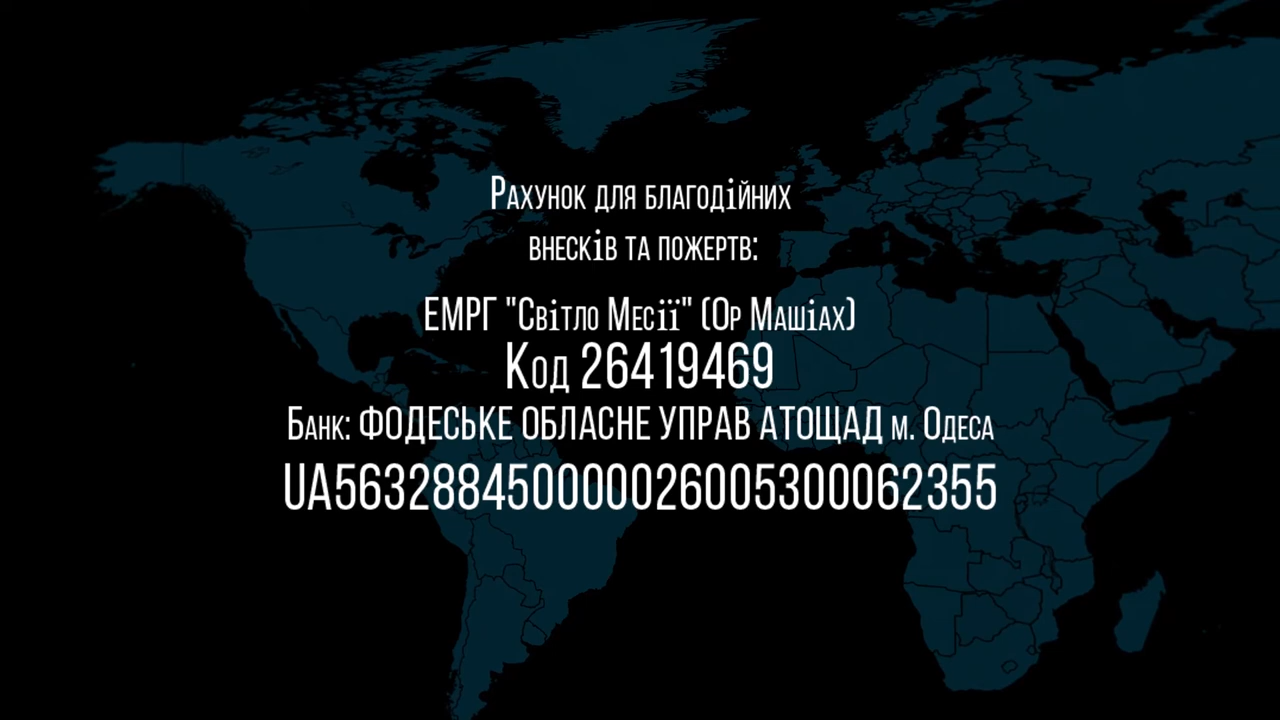 Рахунок для благодійних
внесків та пожертв:
ЕМРГ "Світло Месії" (Ор Машіах)
Код 26419469
Банк: ФОДЕСЬКЕ ОБЛАСНЕ УПРАВ АТОЩАД м. Одеса
UA563288450000026005300062355